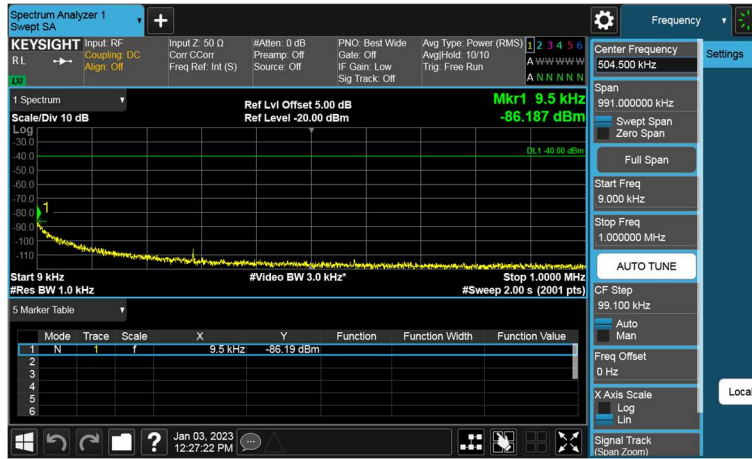 Spectrum Analyzer 1
Swept SA
Frequency
KEYSIGHT
R L
LXI
Input: RF
Coupling: DC
Align: Off
Input Z: 50 Ω
Corr CCorr
Freq Ref: Int (S)
#Atten: 0 dB
Preamp: Off
Source: Off
PNO: Best Wide
Gate: Off
IF Gain: Low
Sig Track: Off
Avg Type: Power (RMS)
Avg|Hold: 10/10
Trig: Free Run
1 2 3 4 5 6
A W W W W W
A N N N N N
1 Spectrum
Scale/Div 10 dB
Ref Lvl Offset 5.00 dB
Ref Level -20.00 dBm
Mkr1 9.5 kHz
-86.187 dBm
Log
-30.0
-40.0
-50.0
-60.0
-70.0
-80.0
-90.0
-100
-110
DL1 -40.00 dBm
1
Start 9 kHz
#Res BW 1.0 kHz
#Video BW 3.0 kHz*
Stop 1.0000 MHz
#Sweep 2.00 s (2001 pts)
5 Marker Table
Mode Trace Scale X Y Function Function Width Function Value
1 N 1 f 9.5 kHz -86.19 dBm
2
3
4
5
6
Jan 03, 2023
12:27:22 PM
Center Frequency
504.500 kHz
Settings
Span
991.000000 kHz
Swept Span
Zero Span
Full Span
Start Freq
9.000 kHz
Stop Freq
1.000000 MHz
AUTO TUNE
CF Step
99.100 kHz
Auto
Man
Freq Offset
0 Hz
X Axis Scale
Log
Lin
Local
Signal Track
(Span Zoom)